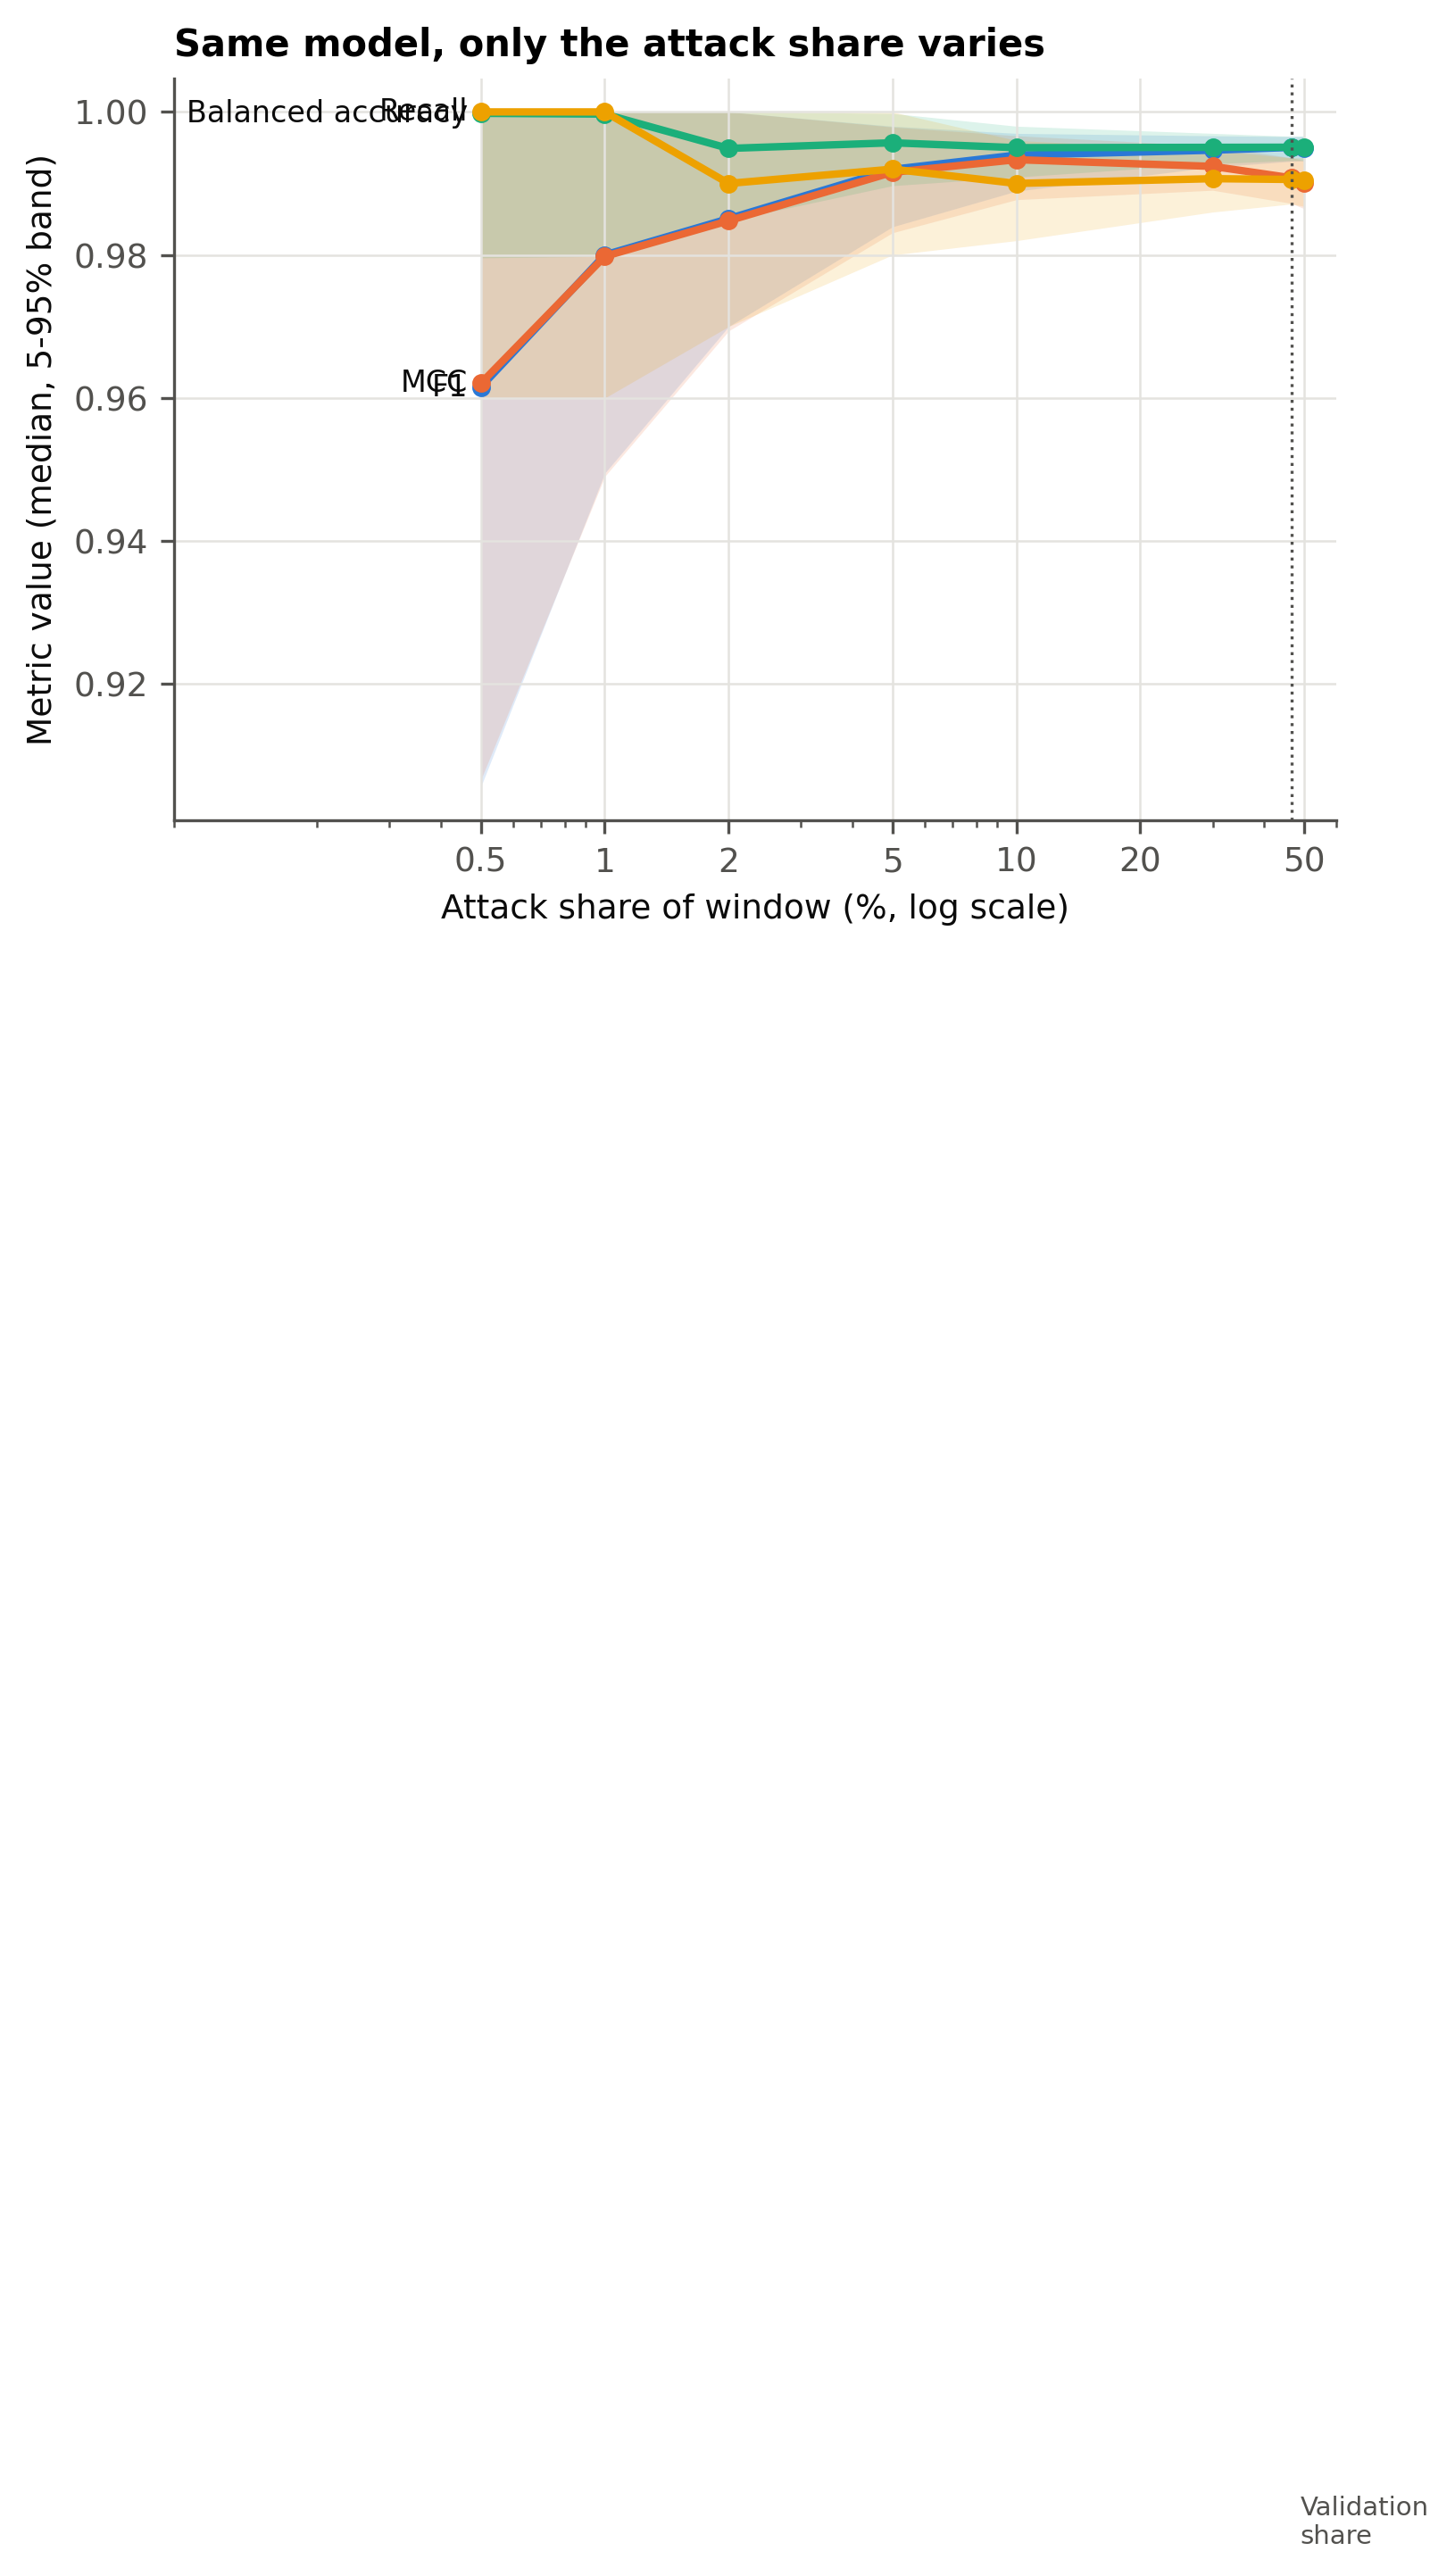 Same model, only the attack share varies
Metric value (median, 5-95% band)
1.00
0.98
0.96
0.94
0.92
Balanced accuracy
Recall
MCC
F1
0.5 1 2 5 10 20 50
Attack share of window (%, log scale)
Validation
share